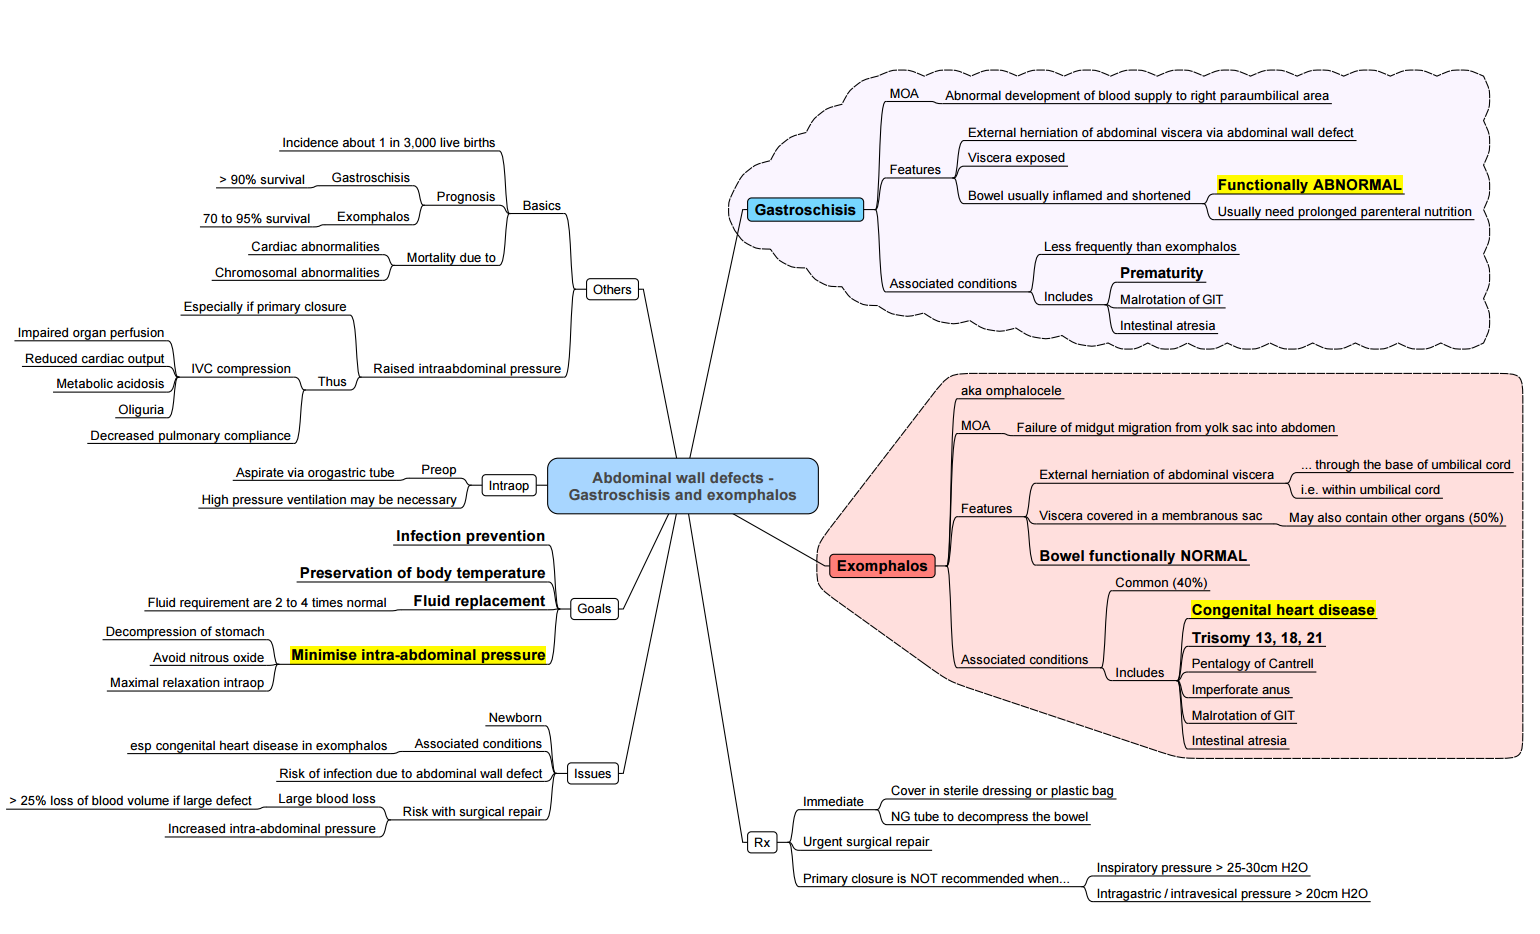 Abdominal wall defects -
Gastroschisis and exomphalos
Gastroschisis
MOA
Abnormal development of blood supply to right paraumbilical area
Features
External herniation of abdominal viscera via abdominal wall defect
Viscera exposed
Bowel usually inflamed and shortened
Functionally ABNORMAL
Usually need prolonged parenteral nutrition
Associated conditions
Less frequently than exomphalos
Includes
Prematurity
Malrotation of GIT
Intestinal atresia
Exomphalos
aka omphalocele
MOA
Failure of midgut migration from yolk sac into abdomen
Features
External herniation of abdominal viscera
... through the base of umbilical cord
i.e. within umbilical cord
Viscera covered in a membranous sac
May also contain other organs (50%)
Bowel functionally NORMAL
Associated conditions
Common (40%)
Includes
Congenital heart disease
Trisomy 13, 18, 21
Pentalogy of Cantrell
Imperforate anus
Malrotation of GIT
Intestinal atresia
Rx
Immediate
Cover in sterile dressing or plastic bag
NG tube to decompress the bowel
Urgent surgical repair
Primary closure is NOT recommended when...
Inspiratory pressure > 25-30cm H2O
Intragastric / intravesical pressure > 20cm H2O
Others
Basics
Incidence about 1 in 3,000 live births
Prognosis
Gastroschisis
> 90% survival
Exomphalos
70 to 95% survival
Mortality due to
Cardiac abnormalities
Chromosomal abnormalities
Raised intraabdominal pressure
Especially if primary closure
Thus
IVC compression
Impaired organ perfusion
Reduced cardiac output
Metabolic acidosis
Oliguria
Decreased pulmonary compliance
Intraop
Preop
Aspirate via orogastric tube
High pressure ventilation may be necessary
Goals
Infection prevention
Preservation of body temperature
Fluid replacement
Fluid requirement are 2 to 4 times normal
Minimise intra-abdominal pressure
Decompression of stomach
Avoid nitrous oxide
Maximal relaxation intraop
Issues
Newborn
Associated conditions
esp congenital heart disease in exomphalos
Risk of infection due to abdominal wall defect
Risk with surgical repair
Large blood loss
> 25% loss of blood volume if large defect
Increased intra-abdominal pressure